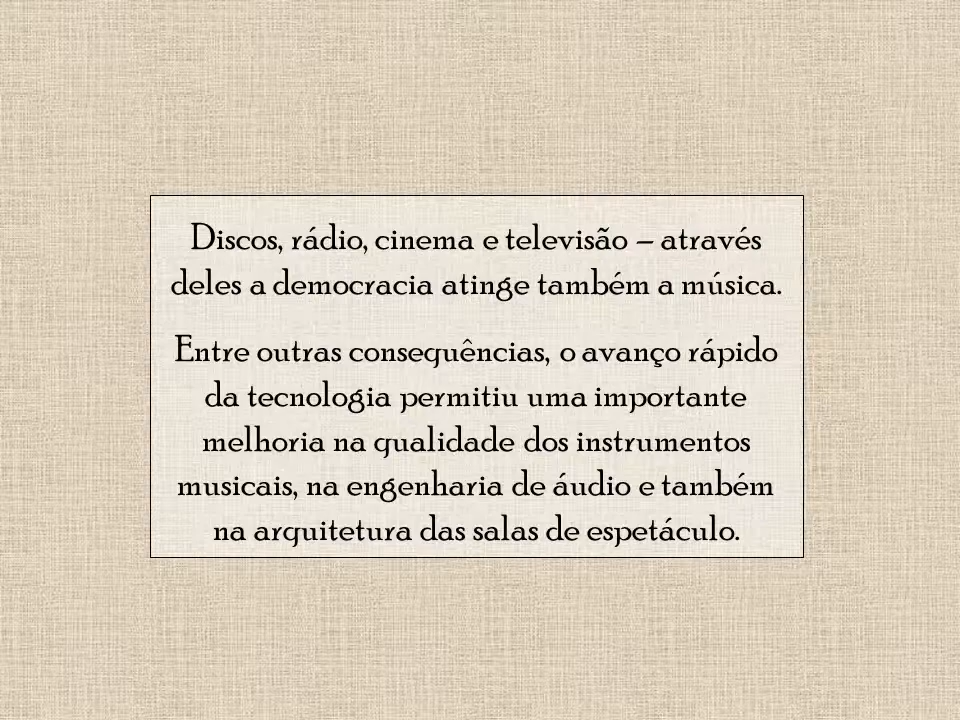 Discos, rádio, cinema e televisão – através
deles a democracia atinge também a música.
Entre outras consequências, o avanço rápido
da tecnologia permitiu uma importante
melhoria na qualidade dos instrumentos
musicais, na engenharia de áudio e também
na arquitetura das salas de espetáculo.